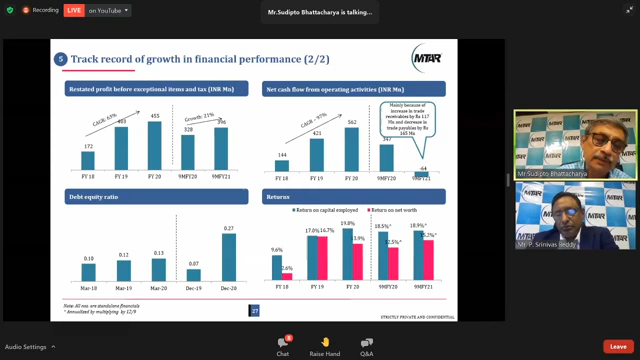 Recording
LIVE on YouTube
Mr.Sudipto Bhattacharya is talking...
5 Track record of growth in financial performance (2/2)
MTAR
Restated profit before exceptional items and tax (INR Mn)
Net cash flow from operating activities (INR Mn)
CAGR: 63%
Growth: 21%
172
403
455
328
396
FY 18
FY 19
FY 20
9MFY20
9MFY21
CAGR - 97%
Mainly because of
increase in trade
receivables by Rs 117
Mn and decrease in
trade payables by Rs
165 Mn
144
421
562
347
-64
FY 18
FY 19
FY 20
9MFY20
9MFY21
Debt equity ratio
Returns
0.10
0.12
0.13
0.07
0.27
Mar-18
Mar-19
Mar-20
Dec-19
Dec-20
Return on capital employed
Return on net worth
9.6%
2.6%
17.0%
16.7%
19.8%
13.9%
18.5%^
12.5%^
18.9%^
15.2%^
FY 18
FY 19
FY 20
9MFY20
9MFY21
Note: All nos. are standalone financials
^ Annualized by multiplying by 12/9
27
STRICTLY PRIVATE AND CONFIDENTIAL
MTAR
Mr.Sudipto Bhattacharya
MTAR
Mr. P. Srinivas Reddy
Audio Settings
8
Chat
Raise Hand
Q&A
Leave